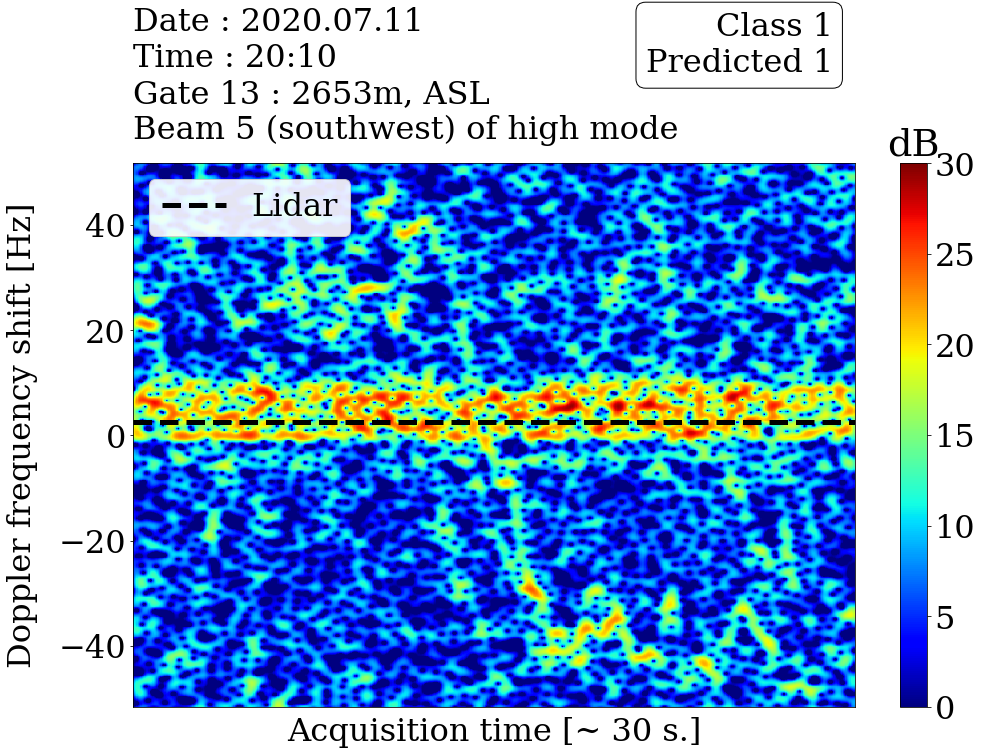 Date : 2020.07.11
Time : 20:10
Gate 13 : 2653m, ASL
Beam 5 (southwest) of high mode
Class 1
Predicted 1
dB
Lidar
Doppler frequency shift [Hz]
40
20
0
−20
−40
30
25
20
15
10
5
0
Acquisition time [~ 30 s.]